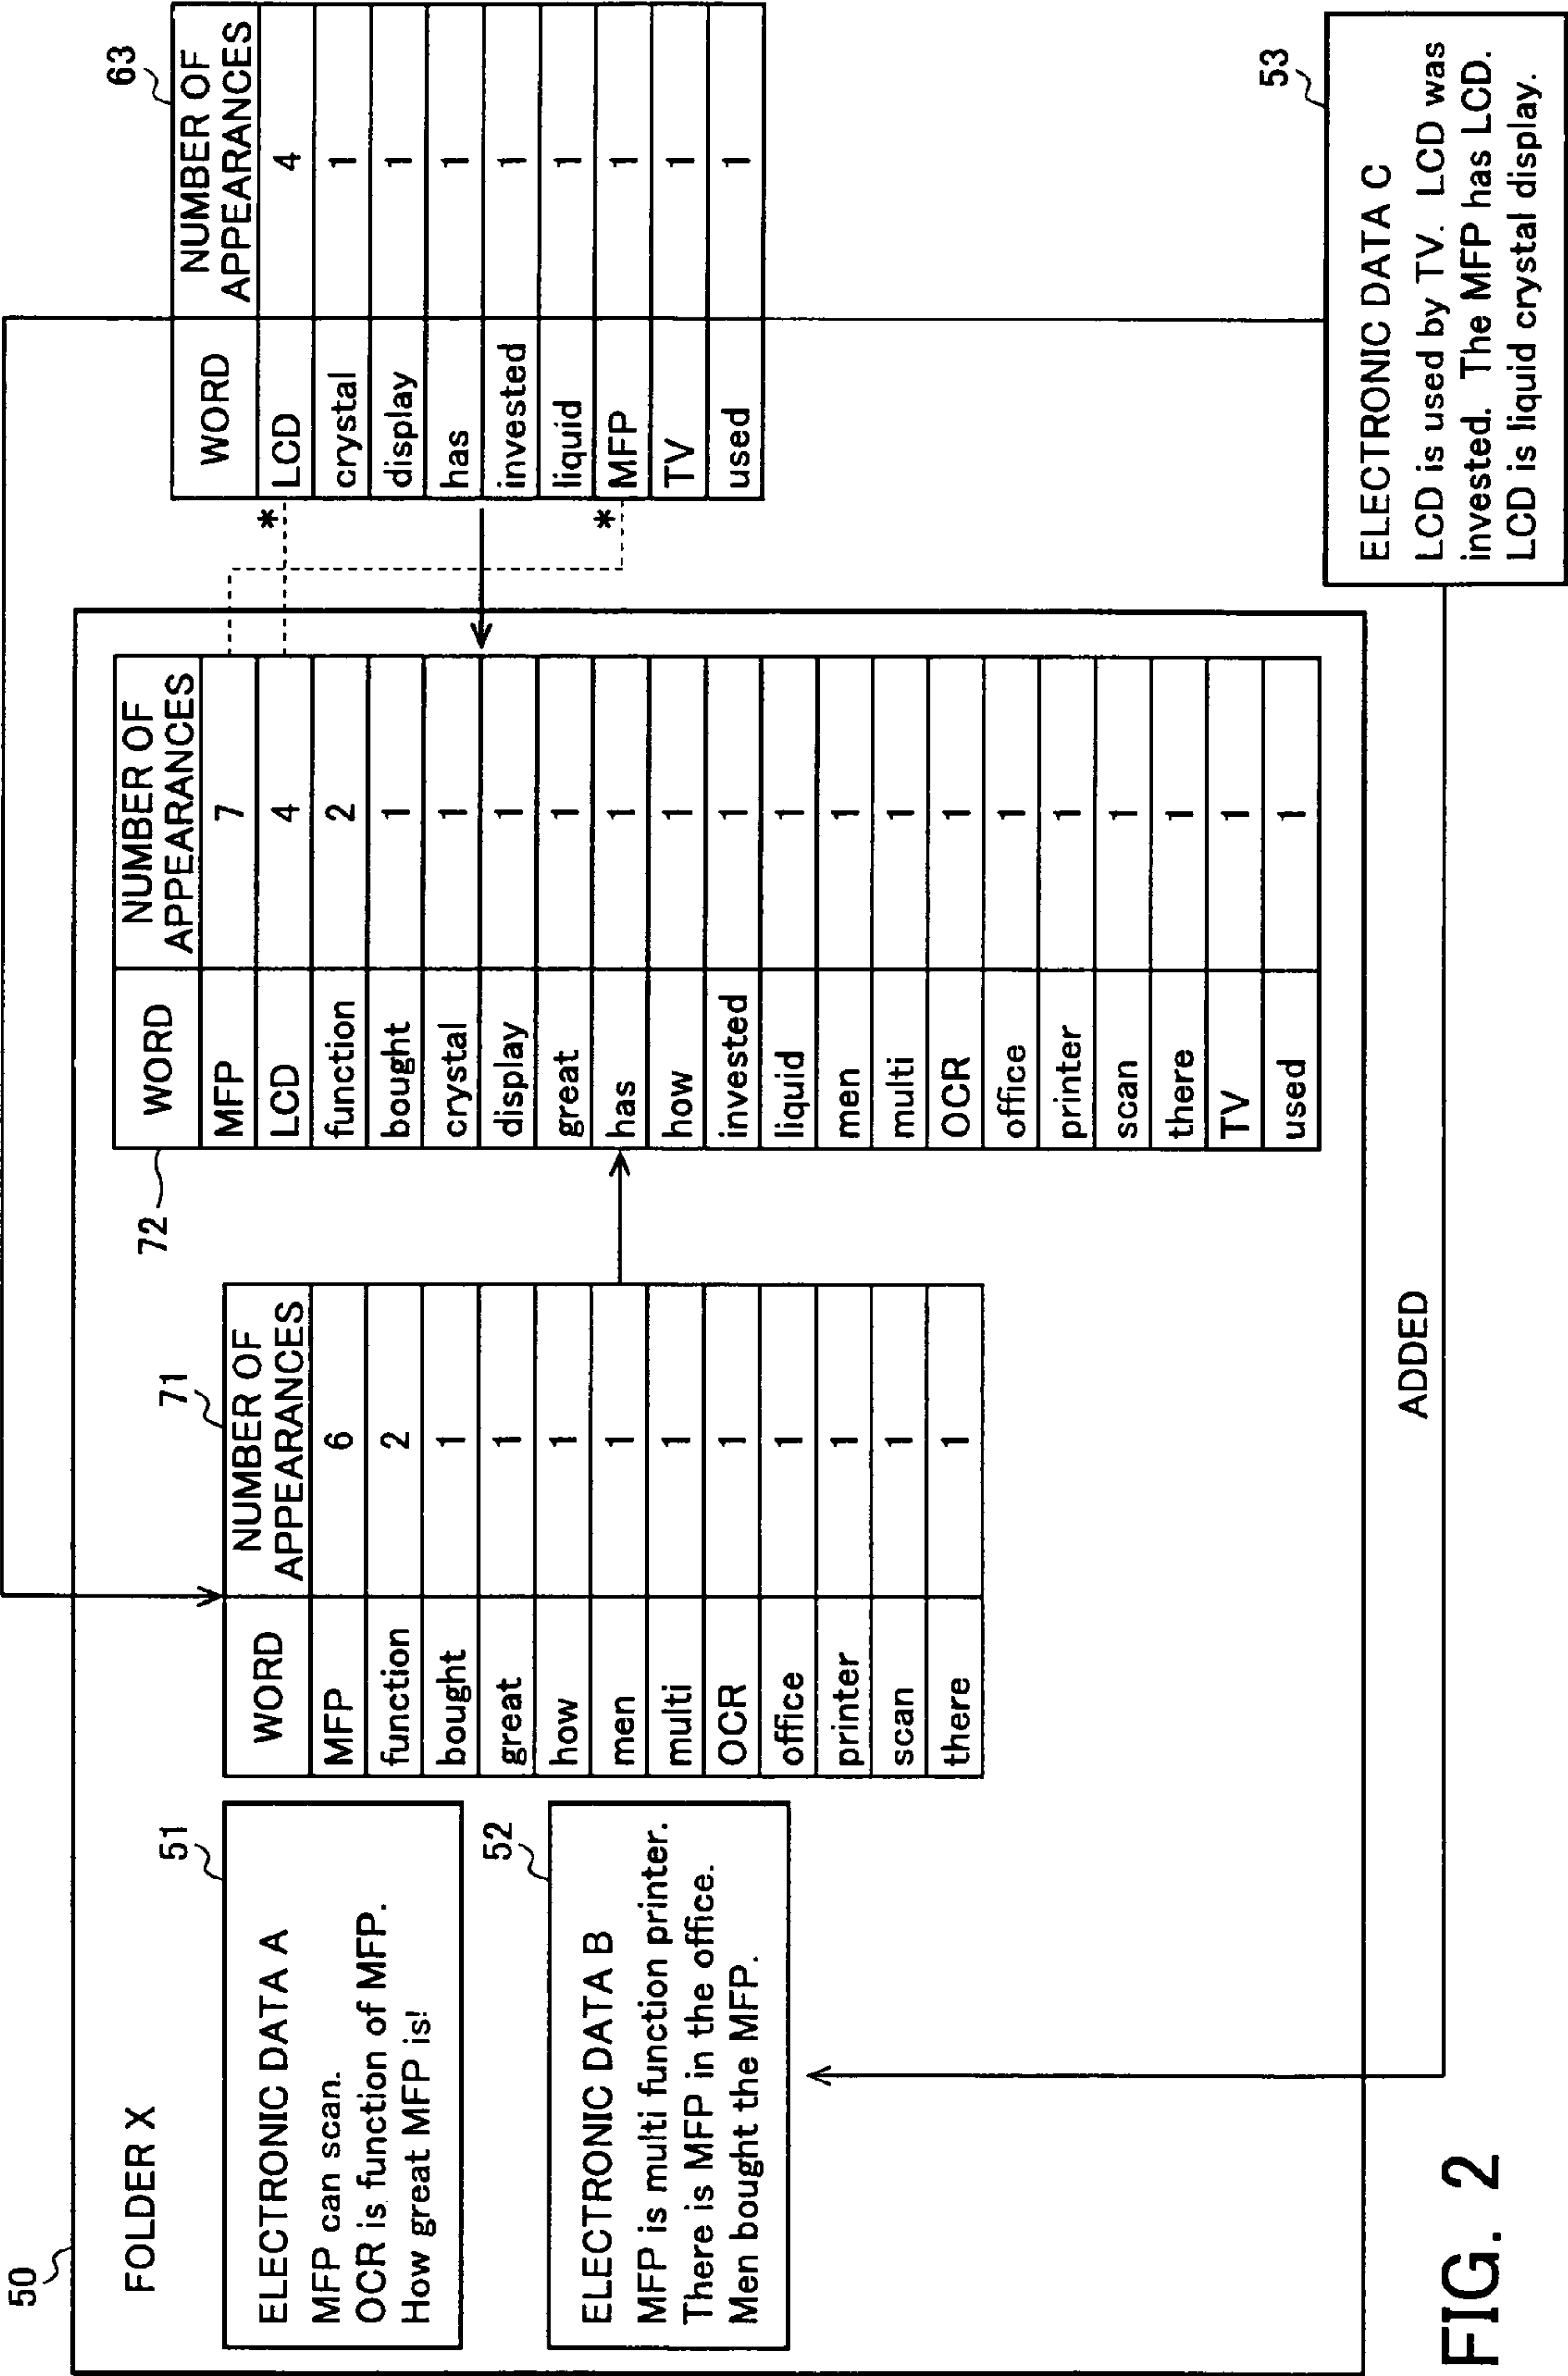 50
FOLDER X
51
ELECTRONIC DATA A
MFP can scan.
OCR is function of MFP.
How great MFP is!
52
ELECTRONIC DATA B
MFP is multi function printer.
There is MFP in the office.
Men bought the MFP.
71
WORD NUMBER OF APPEARANCES
MFP 6
function 2
bought 1
great 1
how 1
men 1
multi 1
OCR 1
office 1
printer 1
scan 1
there 1
72
WORD NUMBER OF APPEARANCES
MFP 7
LCD 4
function 2
bought 1
crystal 1
display 1
great 1
has 1
how 1
invested 1
liquid 1
men 1
multi 1
OCR 1
office 1
printer 1
scan 1
there 1
TV 1
used 1
63
WORD NUMBER OF APPEARANCES
* LCD 4
crystal 1
display 1
has 1
invested 1
liquid 1
* MFP 1
TV 1
used 1
ADDED
53
ELECTRONIC DATA C
LCD is used by TV. LCD was
invested. The MFP has LCD.
LCD is liquid crystal display.
FIG. 2